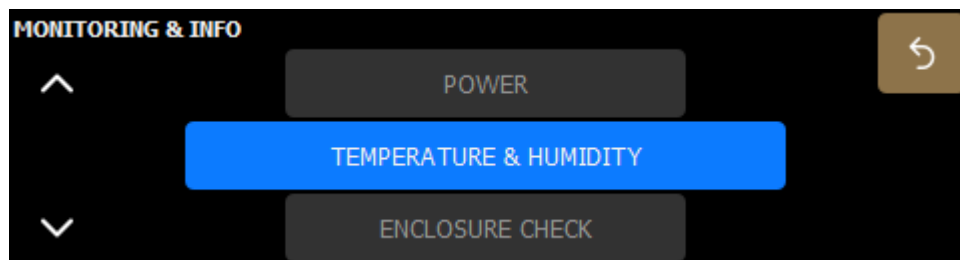 MONITORING & INFO
POWER
TEMPERATURE & HUMIDITY
ENCLOSURE CHECK